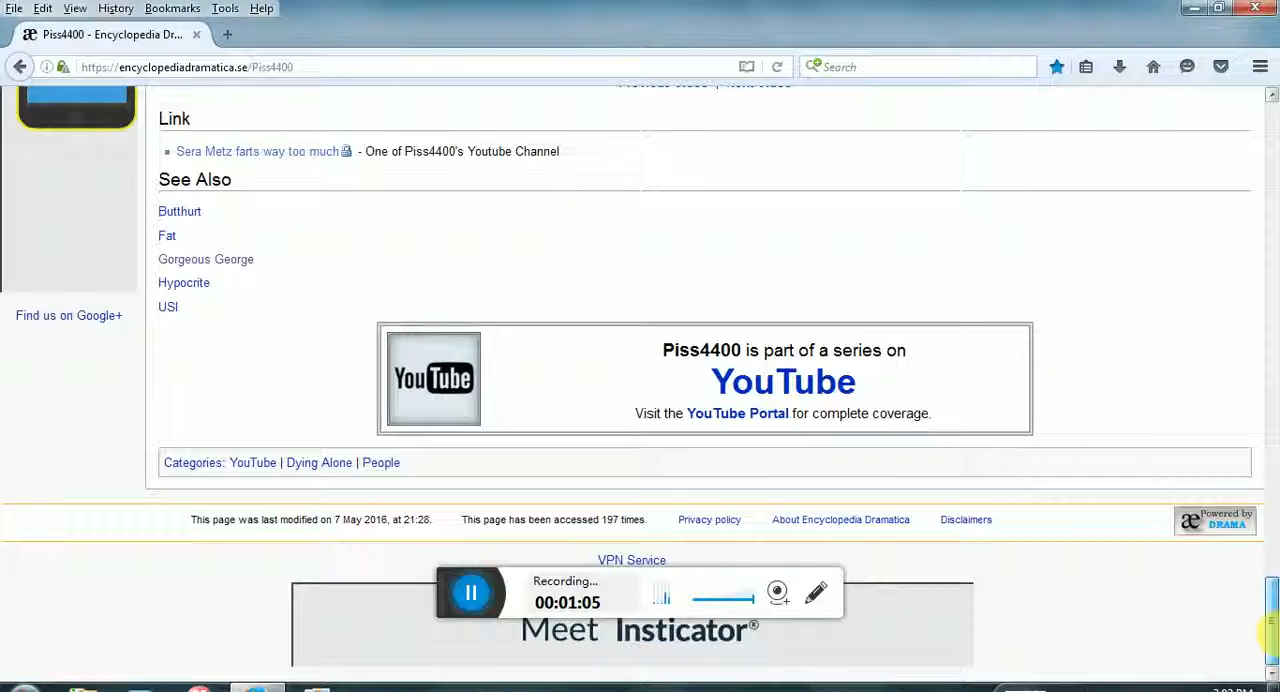 File Edit View History Bookmarks Tools Help
æ Piss4400 - Encyclopedia Dr... × +
https://encyclopediadramatica.se/Piss4400
Search
Link
Sera Metz farts way too much - One of Piss4400's Youtube Channel
See Also
Butthurt
Fat
Gorgeous George
Hypocrite
USI
Find us on Google+
YouTube
Piss4400 is part of a series on
YouTube
Visit the YouTube Portal for complete coverage.
Categories: YouTube | Dying Alone | People
This page was last modified on 7 May 2016, at 21:28. This page has been accessed 197 times. Privacy policy About Encyclopedia Dramatica Disclaimers
æ Powered by
DRAMA
VPN Service
Recording...
00:01:05
Meet Insticator®